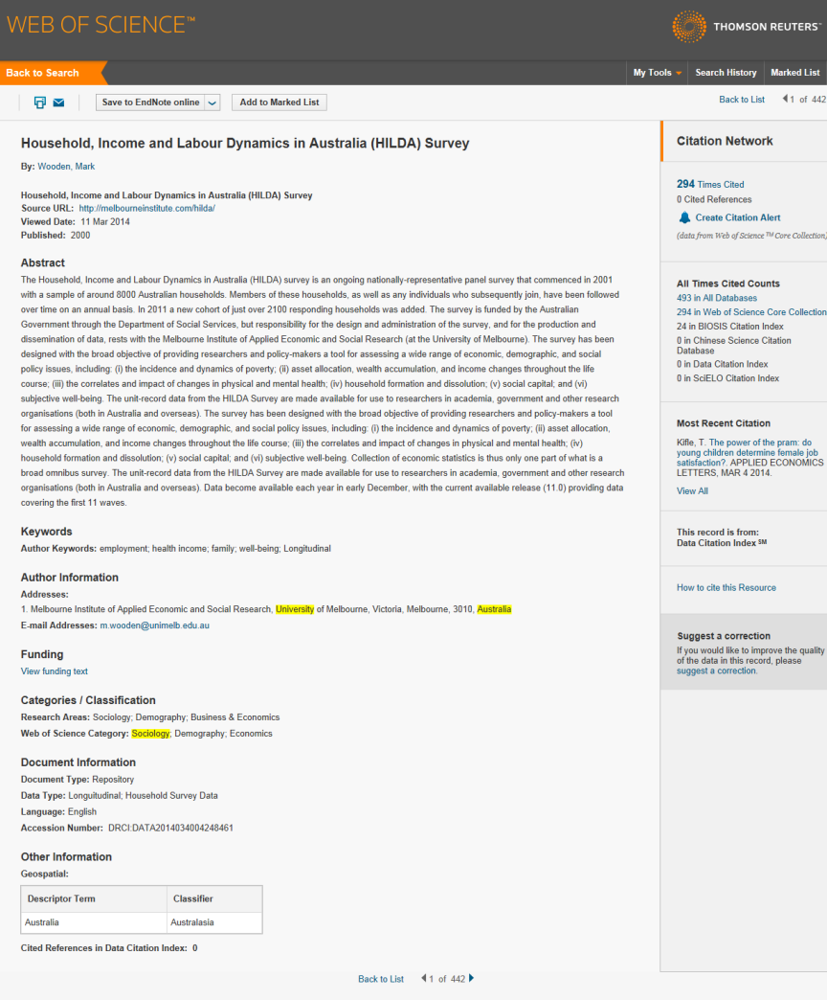 WEB OF SCIENCE™
THOMSON REUTERS™
Back to Search
My Tools
Search History
Marked List
Save to EndNote online
Add to Marked List
Back to List
1 of 442
Household, Income and Labour Dynamics in Australia (HILDA) Survey
By: Wooden, Mark
Household, Income and Labour Dynamics in Australia (HILDA) Survey
Source URL: http://melbourneinstitute.com/hilda/
Viewed Date: 11 Mar 2014
Published: 2000
Abstract
The Household, Income and Labour Dynamics in Australia (HILDA) survey is an ongoing nationally-representative panel survey that commenced in 2001
with a sample of around 8000 Australian households. Members of these households, as well as any individuals who subsequently join, have been followed
over time on an annual basis. In 2011 a new cohort of just over 2100 responding households was added. The survey is funded by the Australian
Government through the Department of Social Services, but responsibility for the design and administration of the survey, and for the production and
dissemination of data, rests with the Melbourne Institute of Applied Economic and Social Research (at the University of Melbourne). The survey has been
designed with the broad objective of providing researchers and policy-makers a tool for assessing a wide range of economic, demographic, and social
policy issues, including: (i) the incidence and dynamics of poverty; (ii) asset allocation, wealth accumulation, and income changes throughout the life
course; (iii) the correlates and impact of changes in physical and mental health; (iv) household formation and dissolution; (v) social capital; and (vi)
subjective well-being. The unit-record data from the HILDA Survey are made available for use to researchers in academia, government and other research
organisations (both in Australia and overseas). The survey has been designed with the broad objective of providing researchers and policy-makers a tool
for assessing a wide range of economic, demographic, and social policy issues, including: (i) the incidence and dynamics of poverty; (ii) asset allocation,
wealth accumulation, and income changes throughout the life course; (iii) the correlates and impact of changes in physical and mental health; (iv)
household formation and dissolution; (v) social capital; and (vi) subjective well-being. Collection of economic statistics is thus only one part of what is a
broad omnibus survey. The unit-record data from the HILDA Survey are made available for use to researchers in academia, government and other research
organisations (both in Australia and overseas). Data become available each year in early December, with the current available release (11.0) providing data
covering the first 11 waves.
Keywords
Author Keywords: employment; health income; family; well-being; Longitudinal
Author Information
Addresses:
1. Melbourne Institute of Applied Economic and Social Research, University of Melbourne, Victoria, Melbourne, 3010, Australia
E-mail Addresses: m.wooden@unimelb.edu.au
Funding
View funding text
Categories / Classification
Research Areas: Sociology; Demography; Business & Economics
Web of Science Category: Sociology; Demography; Economics
Document Information
Document Type: Repository
Data Type: Longuitudinal; Household Survey Data
Language: English
Accession Number: DRCI:DATA2014034004248461
Other Information
Geospatial:
Descriptor Term Classifier
Australia Australasia
Cited References in Data Citation Index: 0
Citation Network
294 Times Cited
0 Cited References
Create Citation Alert
(data from Web of Science ™ Core Collection)
All Times Cited Counts
493 in All Databases
294 in Web of Science Core Collection
24 in BIOSIS Citation Index
0 in Chinese Science Citation
Database
0 in Data Citation Index
0 in SciELO Citation Index
Most Recent Citation
Kifle, T. The power of the pram: do
young children determine female job
satisfaction?. APPLIED ECONOMICS
LETTERS, MAR 4 2014.
View All
This record is from:
Data Citation Index ℠
How to cite this Resource
Suggest a correction
If you would like to improve the quality
of the data in this record, please
suggest a correction.
Back to List
1 of 442